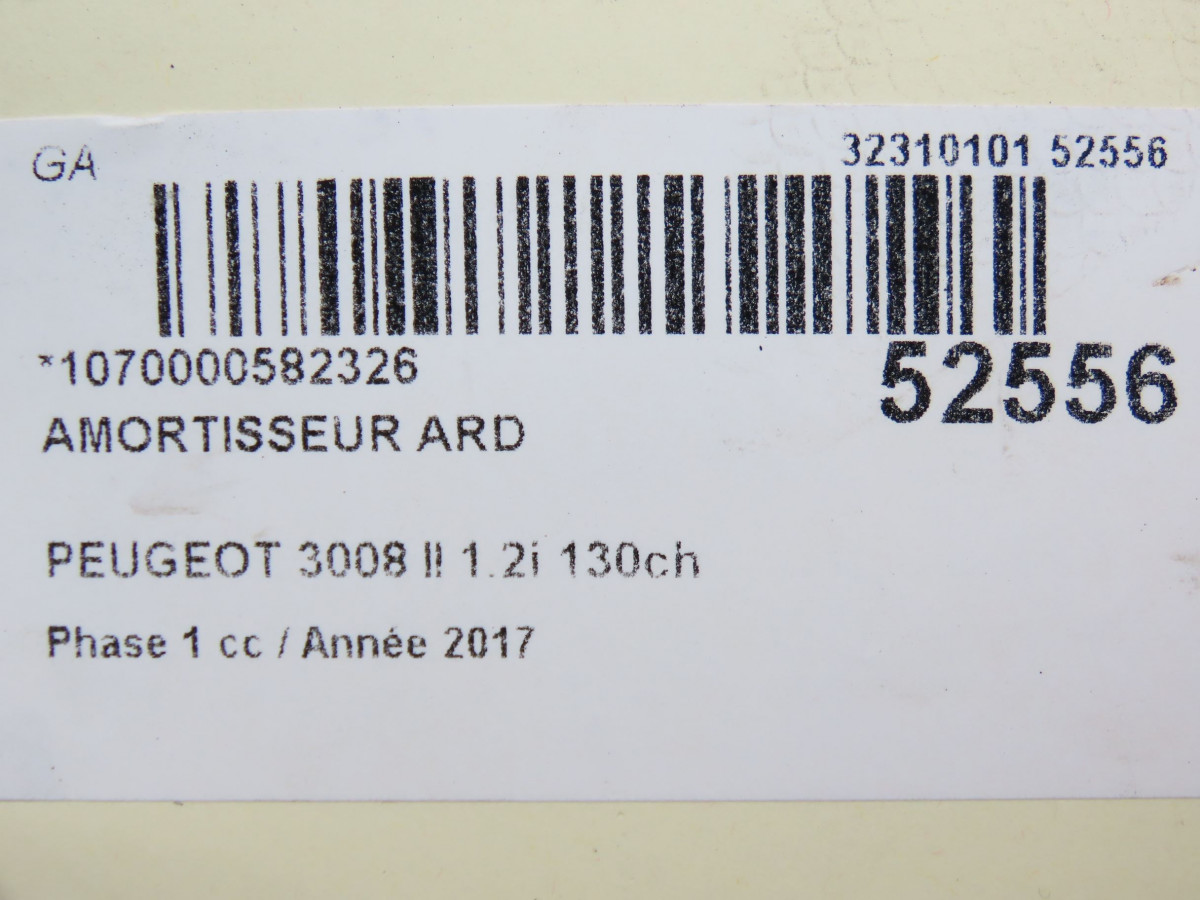 GA
32310101 52556
*1070000582326
52556
AMORTISSEUR ARD
PEUGEOT 3008 II 1.2i 130ch
Phase 1 cc / Année 2017